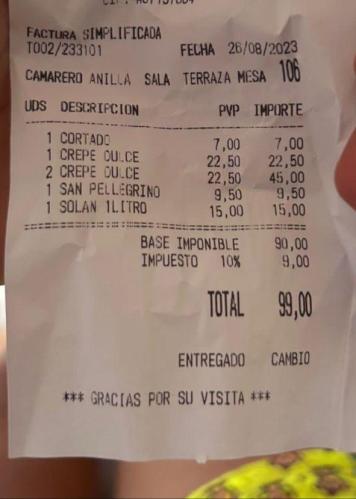 FACTURA SIMPLIFICADA
T002/233101 FECHA 26/08/2023
CAMARERO ANILLA SALA TERRAZA MESA 106
UDS DESCRIPCION PVP IMPORTE
1 CORTADO 7,00 7,00
1 CREPE DULCE 22,50 22,50
2 CREPE DULCE 22,50 45,00
1 SAN PELLEGRINO 9,50 9,50
1 SOLAN 1LITRO 15,00 15,00
BASE IMPONIBLE 90,00
IMPUESTO 10% 9,00
TOTAL 99,00
ENTREGADO CAMBIO
*** GRACIAS POR SU VISITA ***